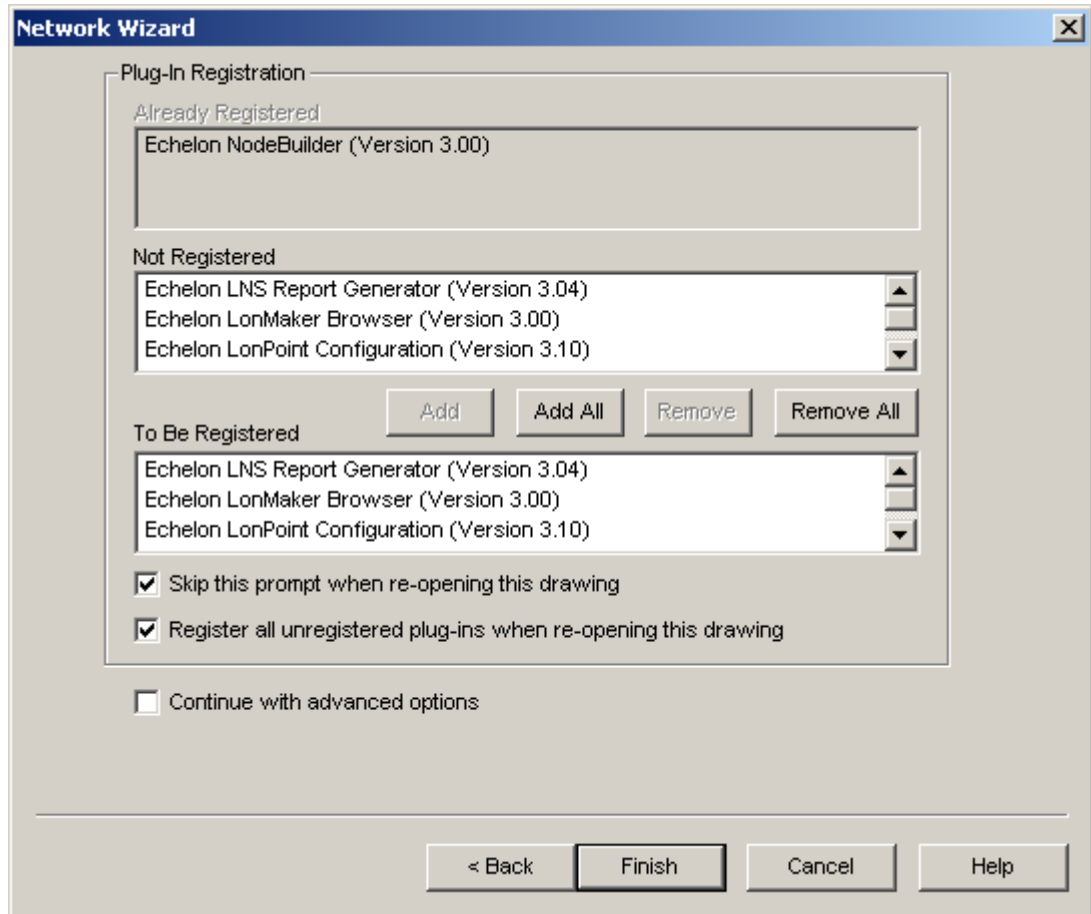 Network Wizard
Plug-In Registration
Already Registered
Echelon NodeBuilder (Version 3.00)
Not Registered
Echelon LNS Report Generator (Version 3.04)
Echelon LonMaker Browser (Version 3.00)
Echelon LonPoint Configuration (Version 3.10)
Add Add All Remove Remove All
To Be Registered
Echelon LNS Report Generator (Version 3.04)
Echelon LonMaker Browser (Version 3.00)
Echelon LonPoint Configuration (Version 3.10)
Skip this prompt when re-opening this drawing
Register all unregistered plug-ins when re-opening this drawing
Continue with advanced options
< Back Finish Cancel Help